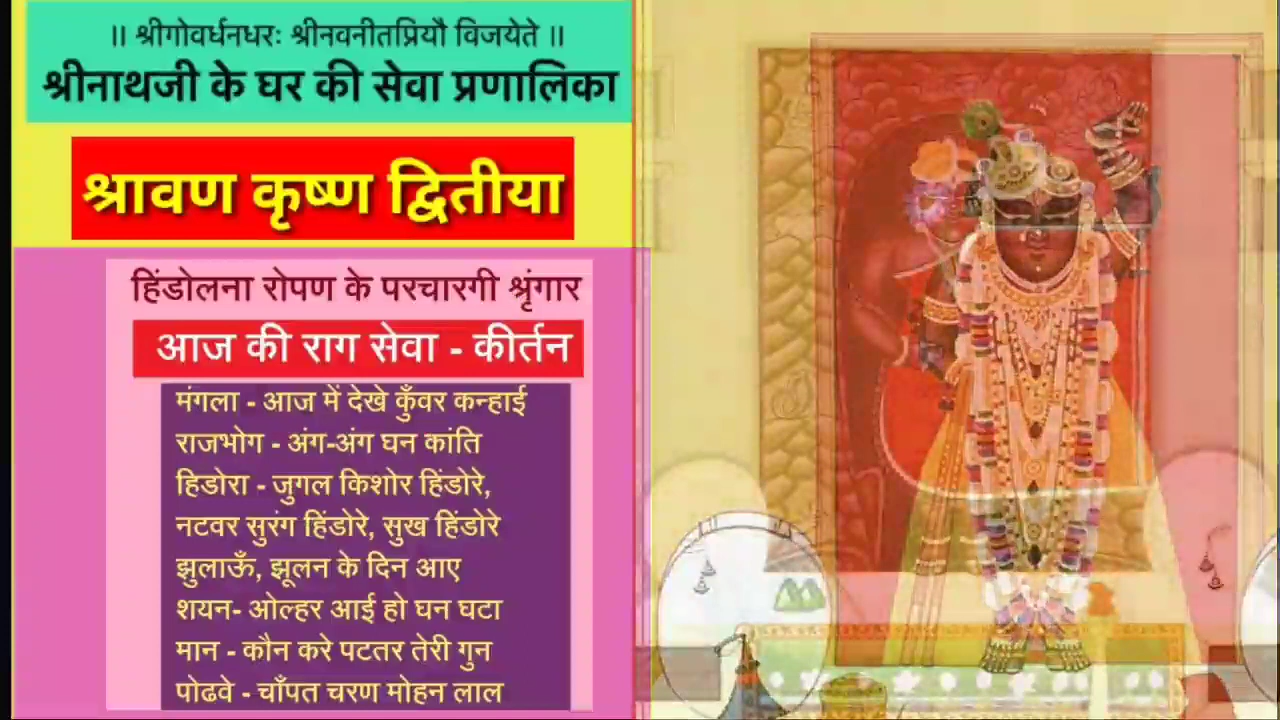 ॥ श्रीगोवर्धनधरः श्रीनवनीतप्रियौ विजयेते ॥
श्रीनाथजी के घर की सेवा प्रणालिका
श्रावण कृष्ण द्वितीया
हिंडोलना रोपण के परचारगी श्रृंगार
आज की राग सेवा - कीर्तन
मंगला - आज में देखे कुँवर कन्हाई
राजभोग - अंग-अंग घन कांति
हिडोरा - जुगल किशोर हिंडोरे,
नटवर सुरंग हिंडोरे, सुख हिंडोरे
झुलाऊँ, झूलन के दिन आए
शयन- ओल्हर आई हो घन घटा
मान - कौन करे पटतर तेरी गुन
पोढवे - चाँपत चरण मोहन लाल